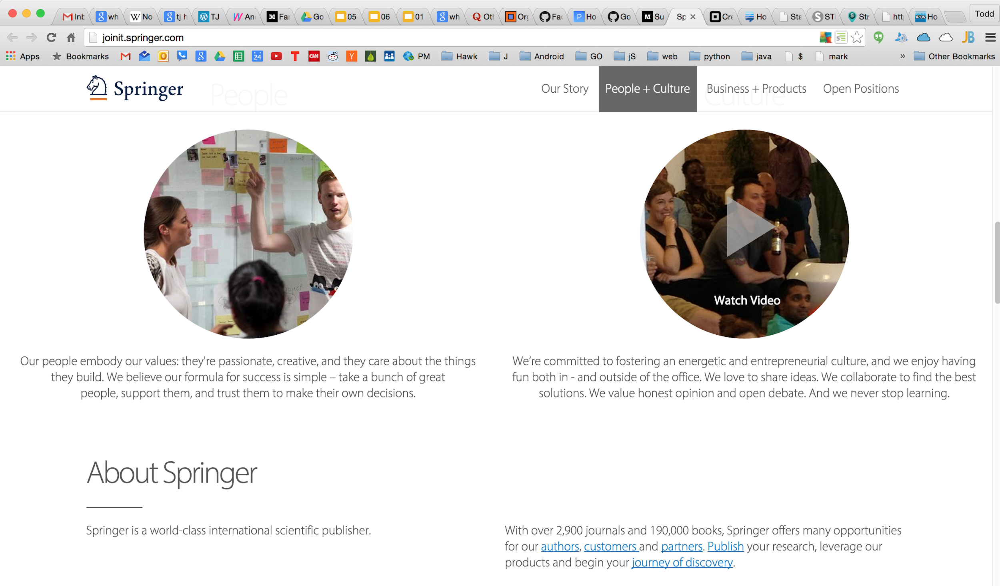 Inb
wh
No
tj h
TJ
An
Far
Go
05
06
01
wh
Oth
Org
Fac
Ho
Go
Su
Sp
Cre
Ho
Sta
ST
Str
http
Ho
Todd
joinit.springer.com
Apps
Bookmarks
24
CNN
PM
Hawk
J
Android
GO
jS
web
python
java
$
mark
»
Other Bookmarks
Springer
People
Our Story
People + Culture
Business + Products
Open Positions
Culture
Watch Video
Our people embody our values: they're passionate, creative, and they care about the things
they build. We believe our formula for success is simple – take a bunch of great
people, support them, and trust them to make their own decisions.
We’re committed to fostering an energetic and entrepreneurial culture, and we enjoy having
fun both in - and outside of the office. We love to share ideas. We collaborate to find the best
solutions. We value honest opinion and open debate. And we never stop learning.
About Springer
Springer is a world-class international scientific publisher.
With over 2,900 journals and 190,000 books, Springer offers many opportunities
for our authors, customers and partners. Publish your research, leverage our
products and begin your journey of discovery.